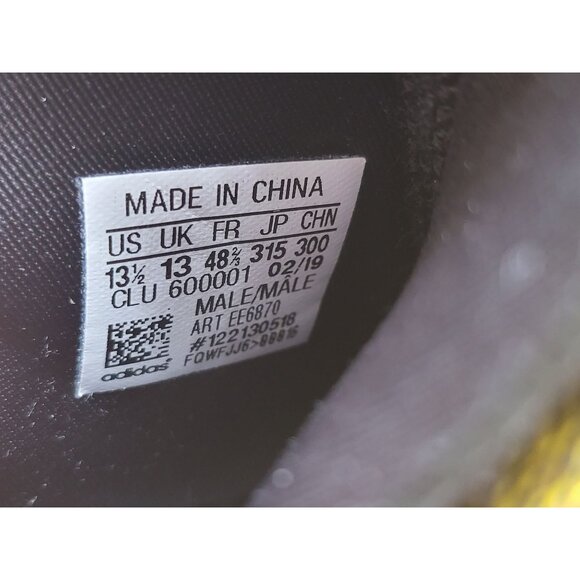 MADE IN CHINA
US UK FR JP CHN
13½ 13 48⅔ 315 300
CLU 600001 02/19
MALE/MÂLE
ART EE6870
#122130518
adidas